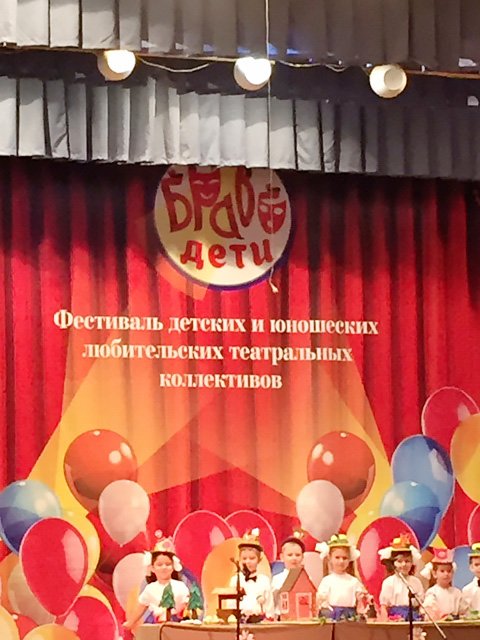 Браво
дети
Фестиваль детских и юношеских
любительских театральных
коллективов